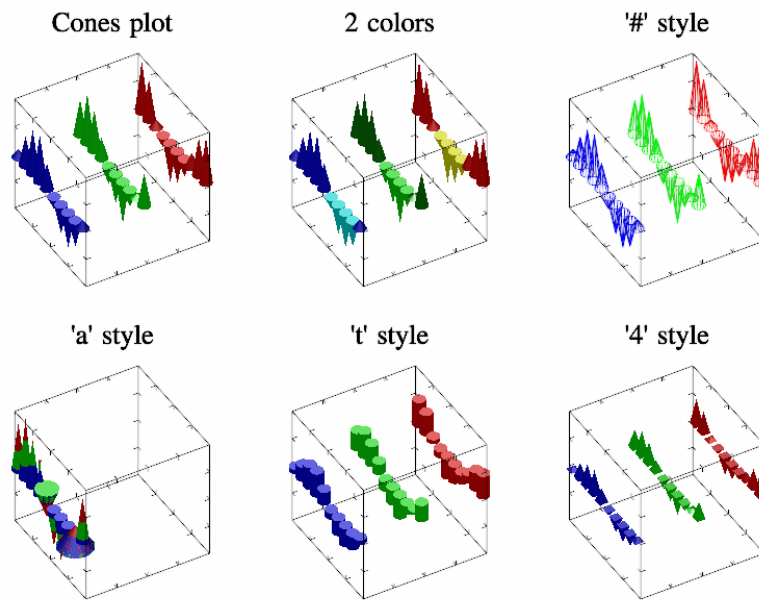 Cones plot
2 colors
'#' style
'a' style
't' style
'4' style